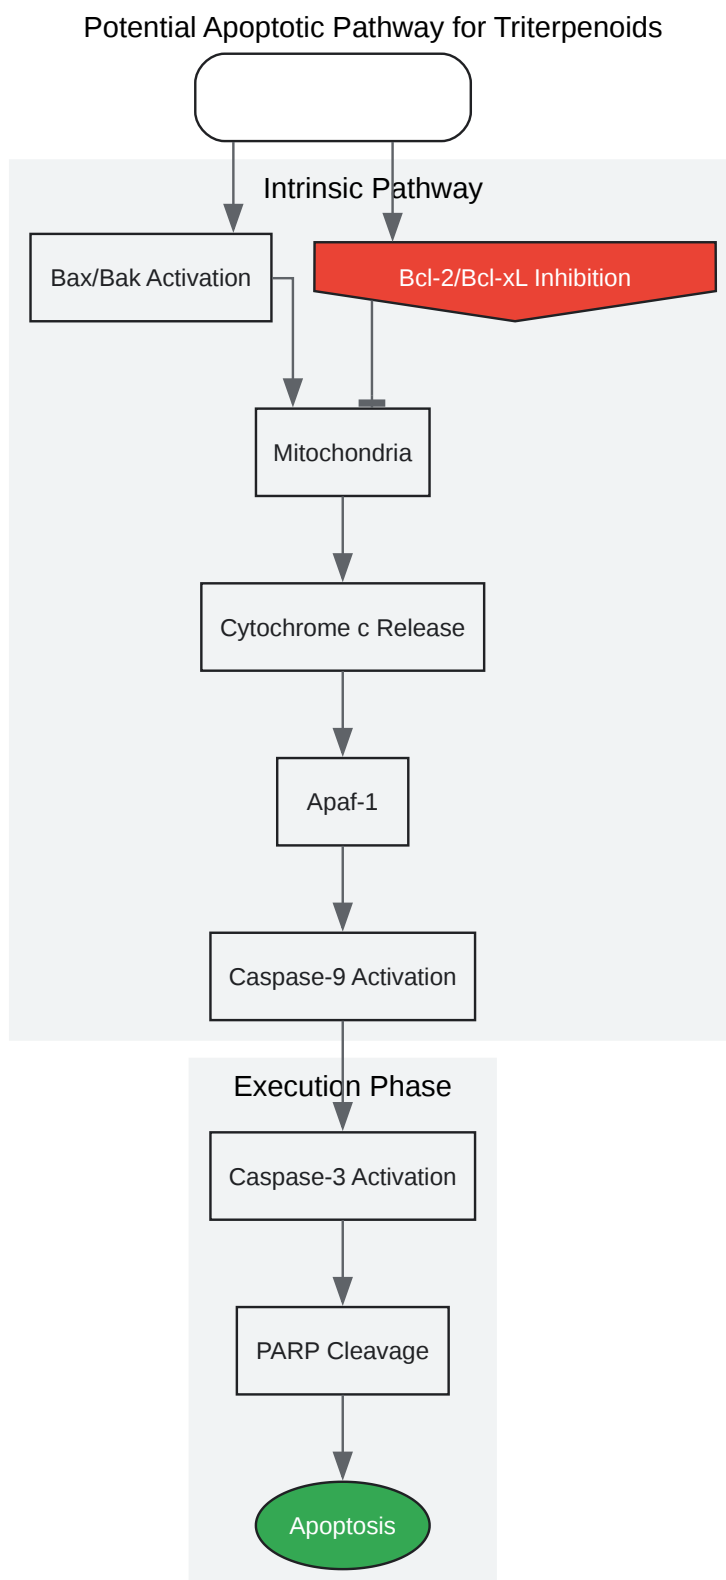 Potential Apoptotic Pathway for Triterpenoids
Intrinsic Pathway
Bax/Bak Activation
Bcl-2/Bcl-xL Inhibition
Mitochondria
Cytochrome c Release
Apaf-1
Caspase-9 Activation
Execution Phase
Caspase-3 Activation
PARP Cleavage
Apoptosis